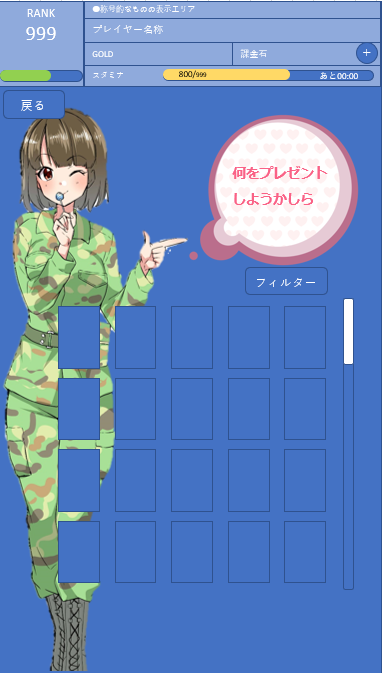 RANK
999
●称号的なものの表示エリア
プレイヤー名称
GOLD
課金石
+
スタミナ
800/999
あと00:00
戻る
何をプレゼント
しようかしら
フィルター